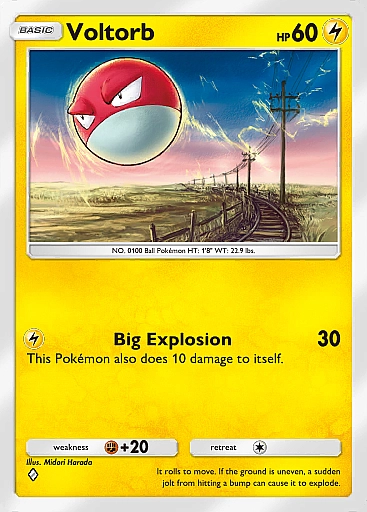 BASIC Voltorb HP 60
NO. 0100 Ball Pokémon HT: 1'8" WT: 22.9 lbs.
Big Explosion 30
This Pokémon also does 10 damage to itself.
weakness +20 retreat
Illus. Midori Harada
It rolls to move. If the ground is uneven, a sudden
jolt from hitting a bump can cause it to explode.